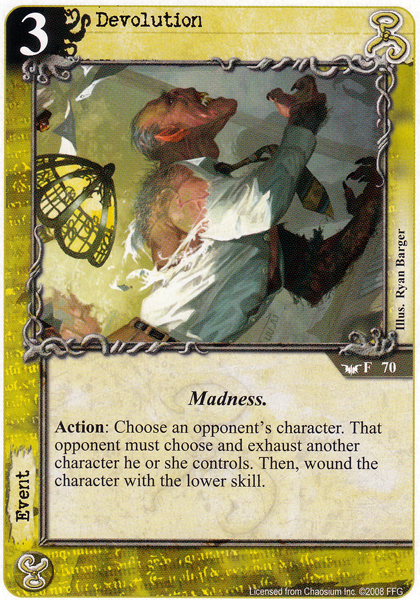 3
Devolution
Illus. Ryan Barger
F 70
Madness.
Action: Choose an opponent's character. That
opponent must choose and exhaust another
character he or she controls. Then, wound the
character with the lower skill.
Event
Licensed from Chaosium Inc. ©2008 FFG